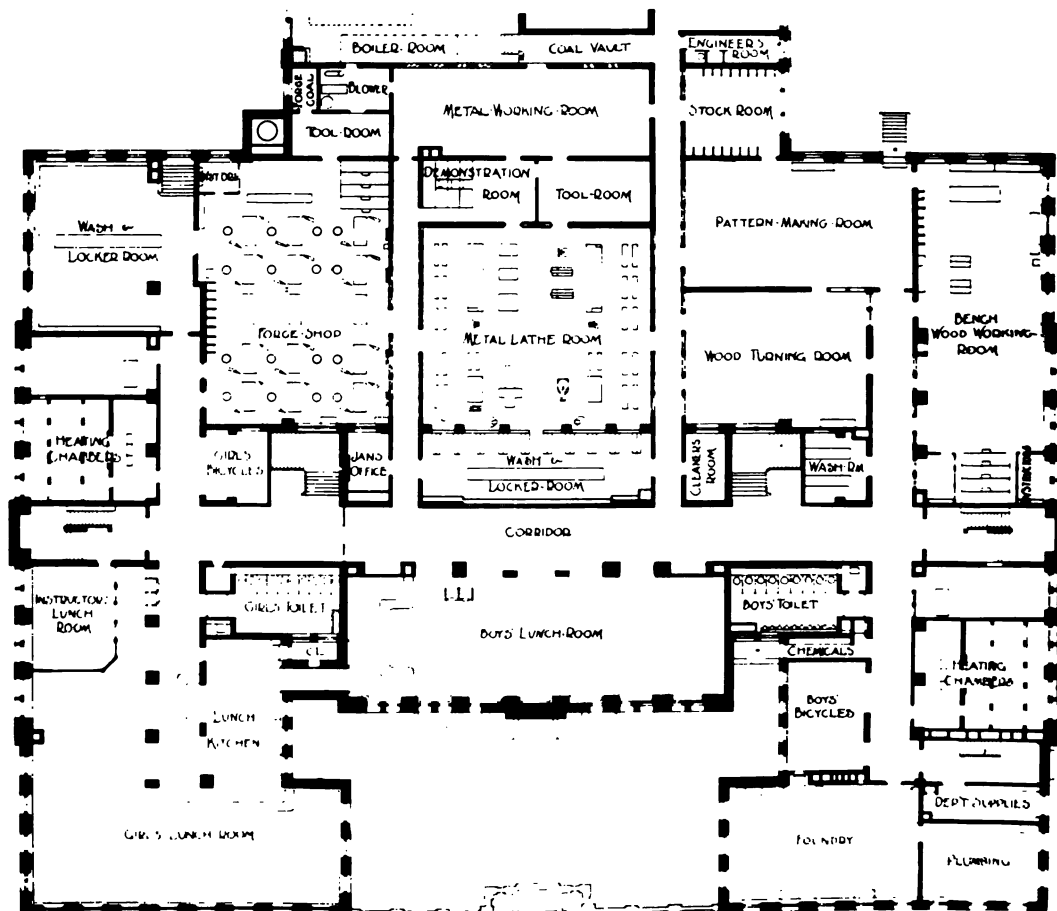 BOILER-ROOM
COAL VAULT
ENGINEERS
ROOM
FORGE
COAL
BLOWER
METAL-WORKING-ROOM
STOCK ROOM
TOOL-ROOM
DEMONSTRATION
ROOM
TOOL-ROOM
WASH &
LOCKER ROOM
PATTERN-MAKING-ROOM
FORGE-SHOP
METAL LATHE ROOM
WOOD TURNING ROOM
BENCH
WOOD WORKING-
ROOM
HEATING
CHAMBERS
GIRLS
BICYCLES
JANS
OFFICE
WASH &
LOCKER-ROOM
CLEANERS
ROOM
WASH-RM
CORRIDOR
INSTRUCTORS
LUNCH
ROOM
GIRLS TOILET
BOYS' LUNCH-ROOM
BOYS' TOILET
CL.
CHEMICALS
HEATING
CHAMBERS
LUNCH
KITCHEN
BOYS'
BICYCLES
GIRLS LUNCH ROOM
FOUNDRY
DEPT SUPPLIES
PLUMBING